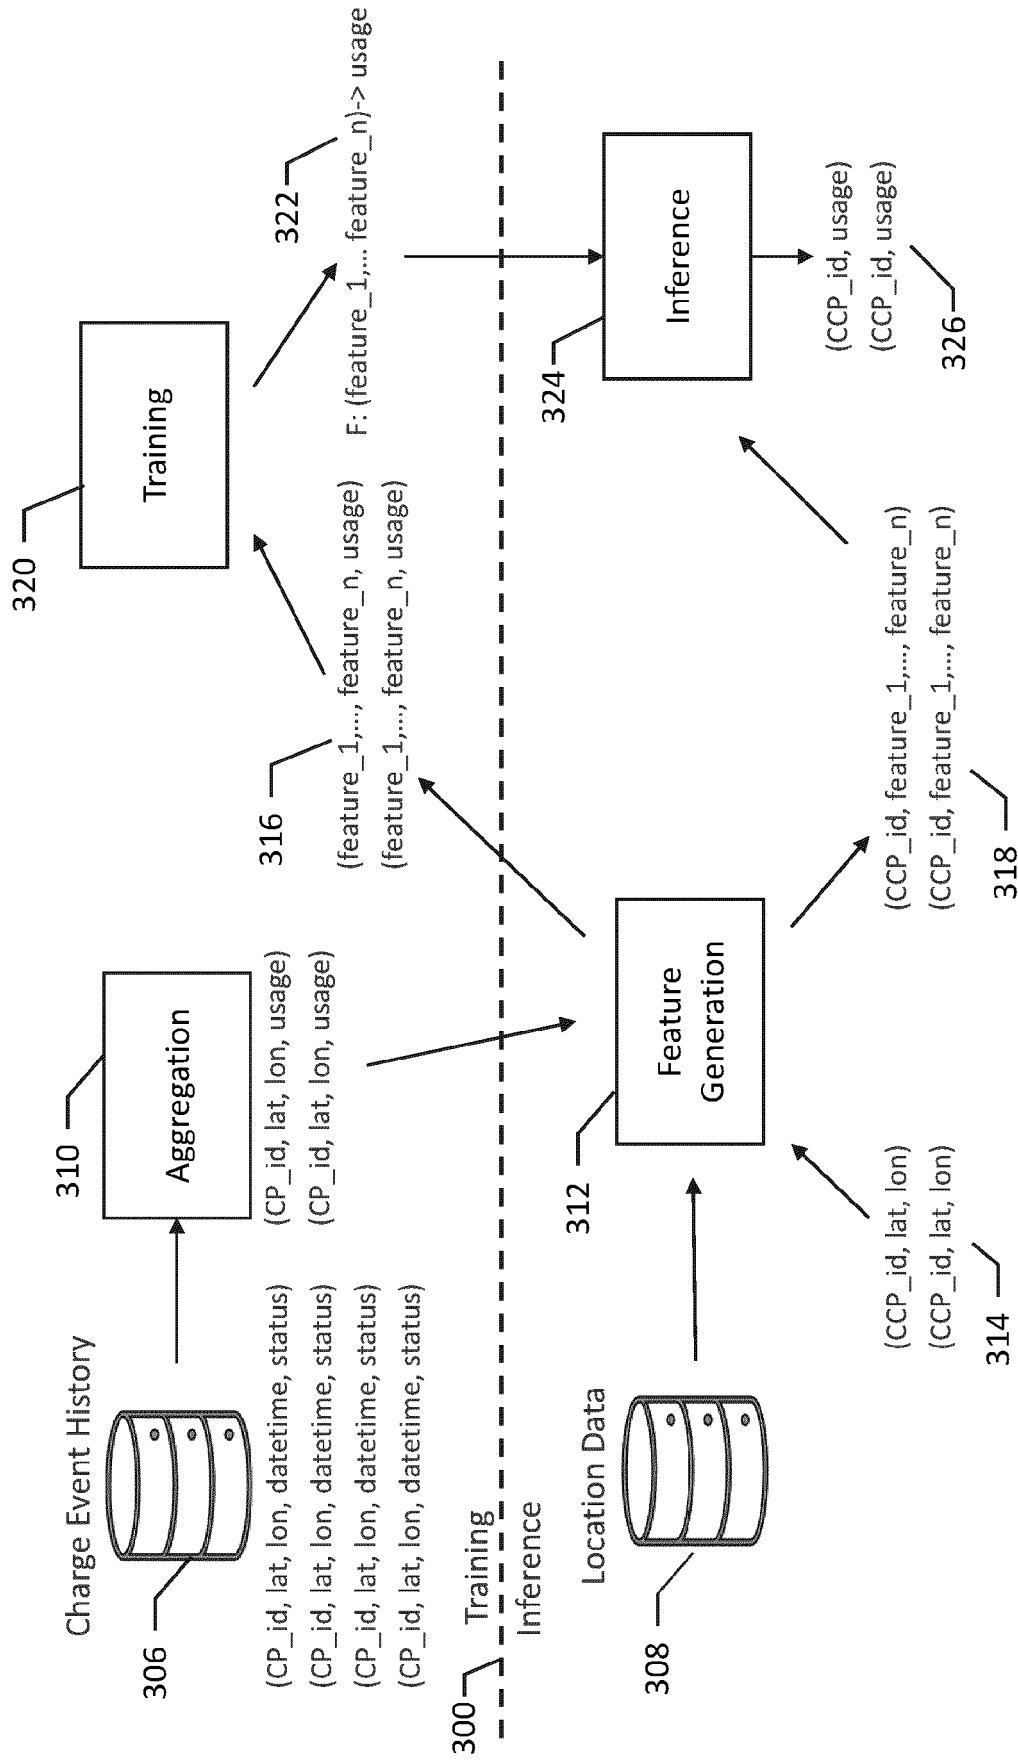 Charge Event History
306
(CP_id, lat, lon, datetime, status)
(CP_id, lat, lon, datetime, status)
(CP_id, lat, lon, datetime, status)
(CP_id, lat, lon, datetime, status)
310
Aggregation
(CP_id, lat, lon, usage)
(CP_id, lat, lon, usage)
316
(feature_1,..., feature_n, usage)
(feature_1,..., feature_n, usage)
320
Training
322
F: (feature_1,... feature_n)-> usage
300
Training
Inference
Location Data
308
312
Feature
Generation
(CCP_id, lat, lon)
(CCP_id, lat, lon)
314
(CCP_id, feature_1,..., feature_n)
(CCP_id, feature_1,..., feature_n)
318
324
Inference
(CCP_id, usage)
(CCP_id, usage)
326